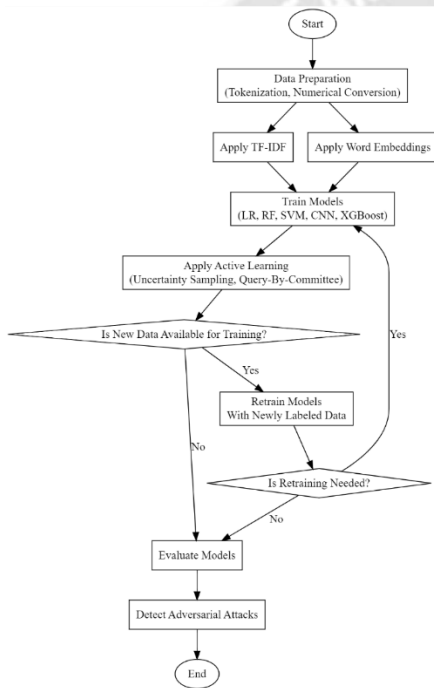 Start
Data Preparation
(Tokenization, Numerical Conversion)
Apply TF-IDF
Apply Word Embeddings
Train Models
(LR, RF, SVM, CNN, XGBoost)
Apply Active Learning
(Uncertainty Sampling, Query-By-Committee)
Is New Data Available for Training?
Yes
Yes
Retrain Models
With Newly Labeled Data
No
Is Retraining Needed?
No
Evaluate Models
Detect Adversarial Attacks
End